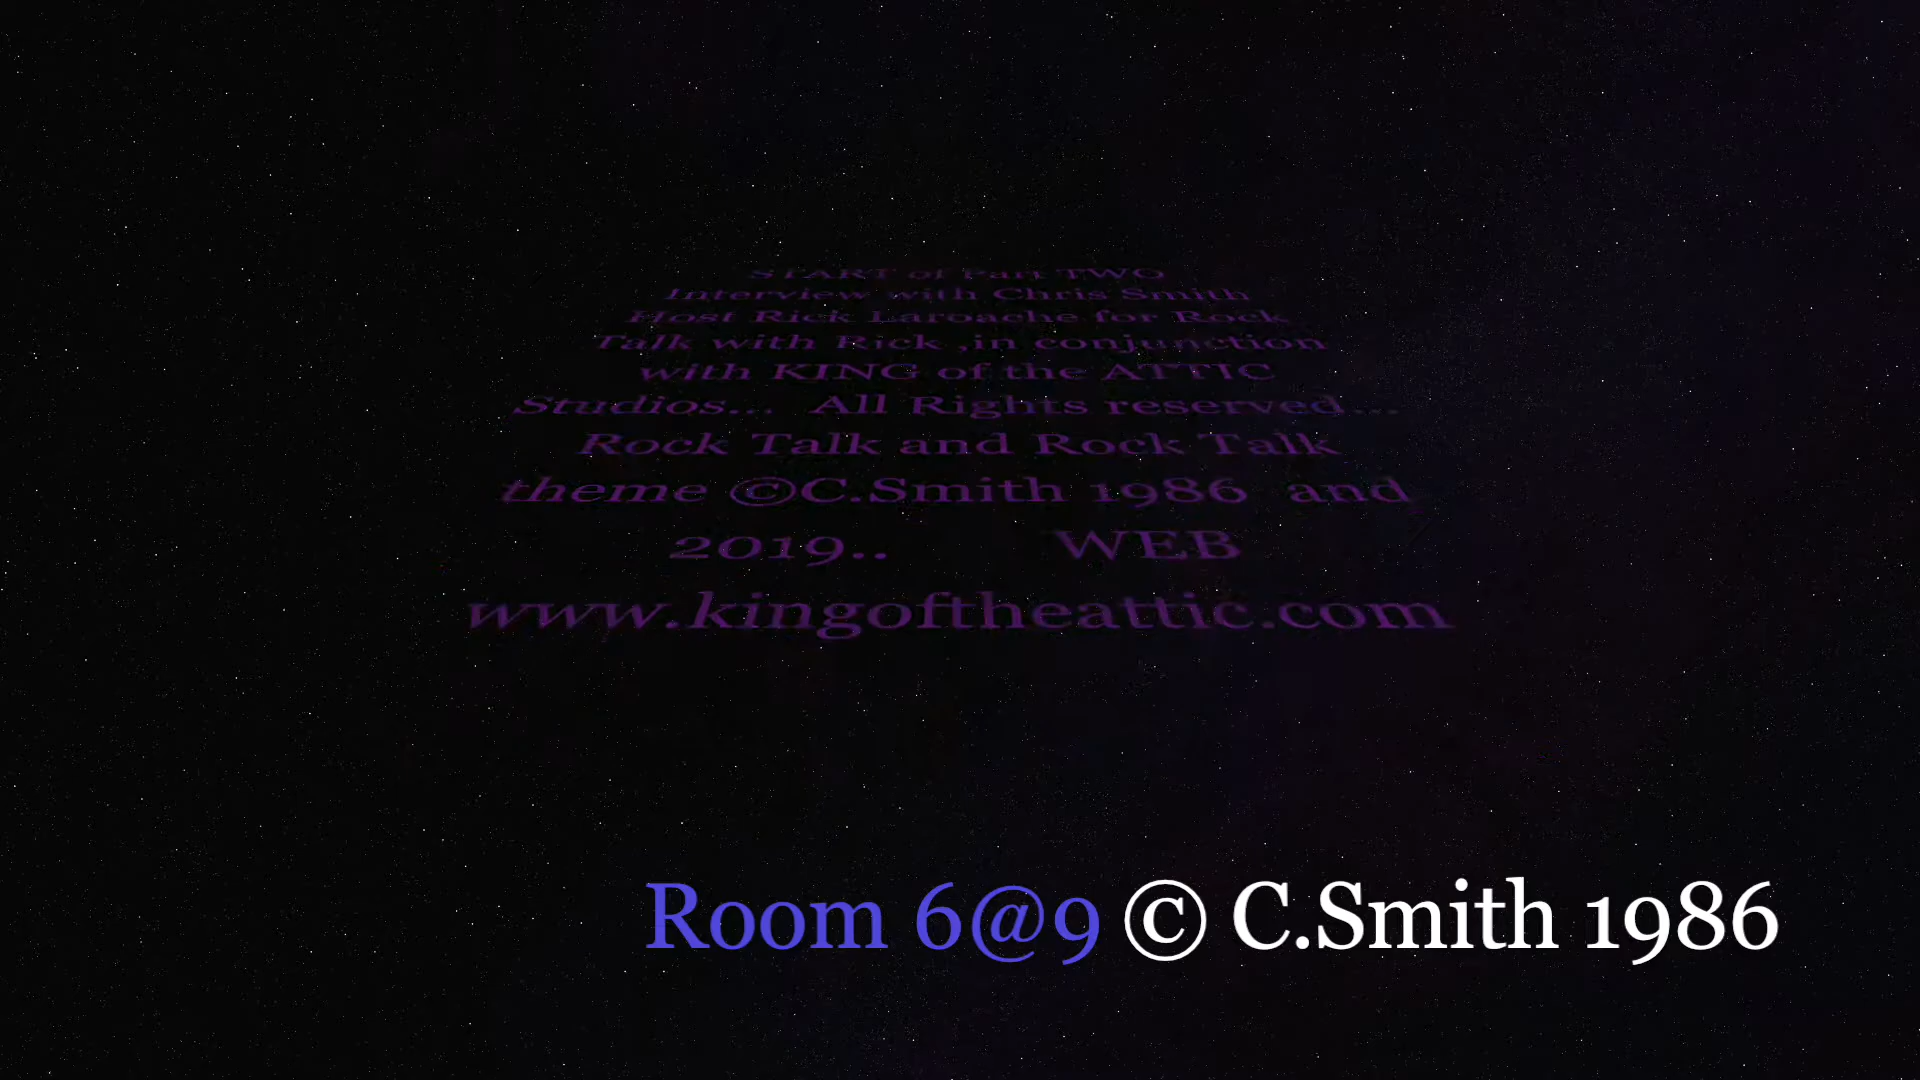 START of Part TWO
Interview with Chris Smith
Host Rick Laroache for Rock
Talk with Rick ,in conjunction
with KING of the ATTIC
Studios... All Rights reserved...
Rock Talk and Rock Talk
theme ©C.Smith 1986 and
2019.. WEB
www.kingoftheattic.com
Room 6@9 © C.Smith 1986